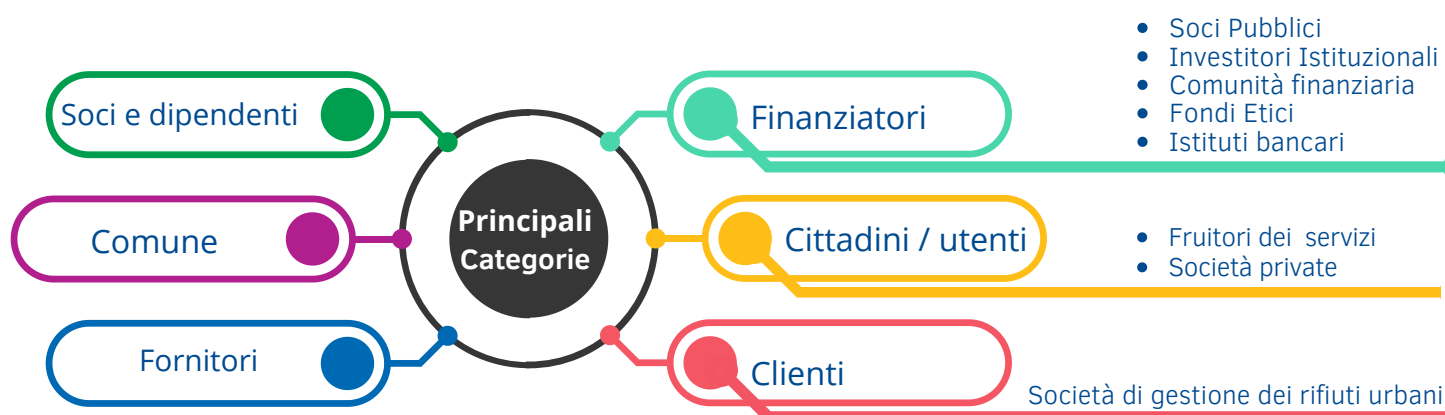 Soci e dipendenti
Comune
Fornitori
Principali
Categorie
Finanziatori
• Soci Pubblici
• Investitori Istituzionali
• Comunità finanziaria
• Fondi Etici
• Istituti bancari
Cittadini / utenti
• Fruitori dei servizi
• Società private
Clienti
Società di gestione dei rifiuti urbani